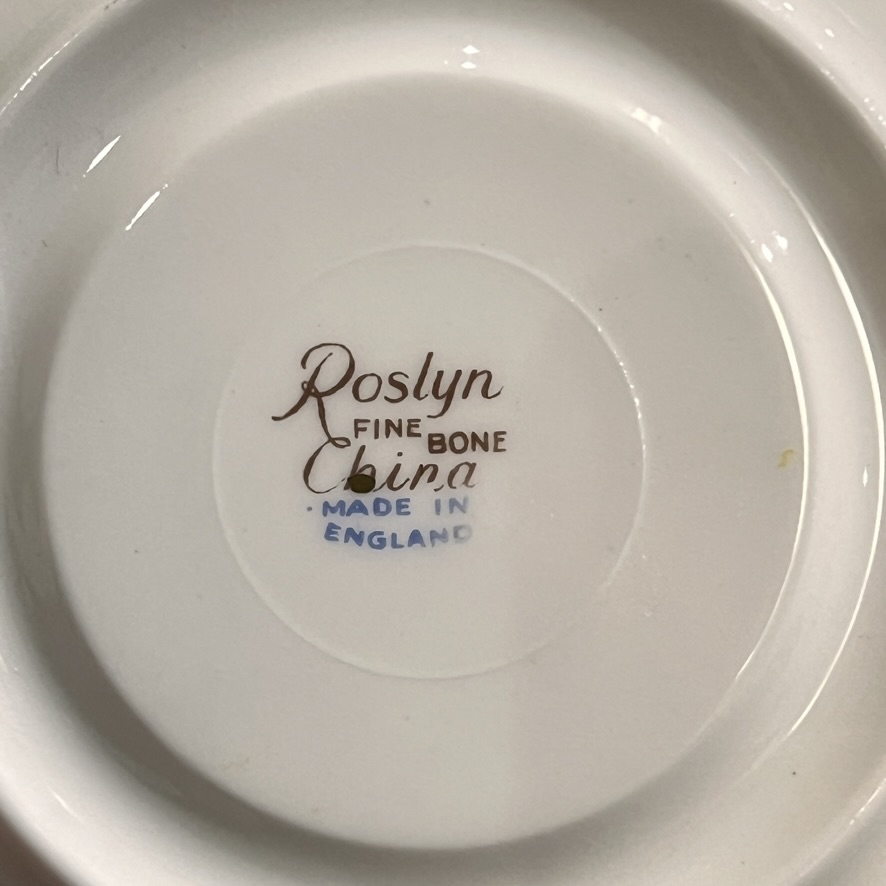 Roslyn
FINE BONE
China
MADE IN
ENGLAND